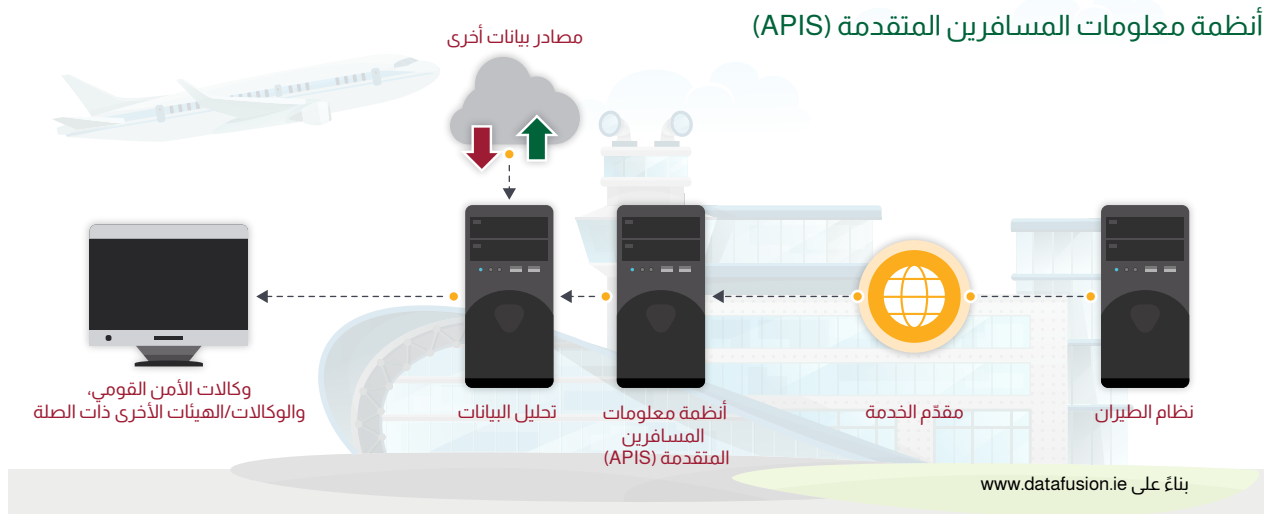 أنظمة معلومات المسافرين المتقدمة (APIS)
مصادر بيانات أخرى
نظام الطيران
مقدّم الخدمة
أنظمة معلومات
المسافرين
المتقدمة (APIS)
تحليل البيانات
وكالات الأمن القومي،
والوكالات/الهيئات الأخرى ذات الصلة
بناءً على www.datafusion.ie